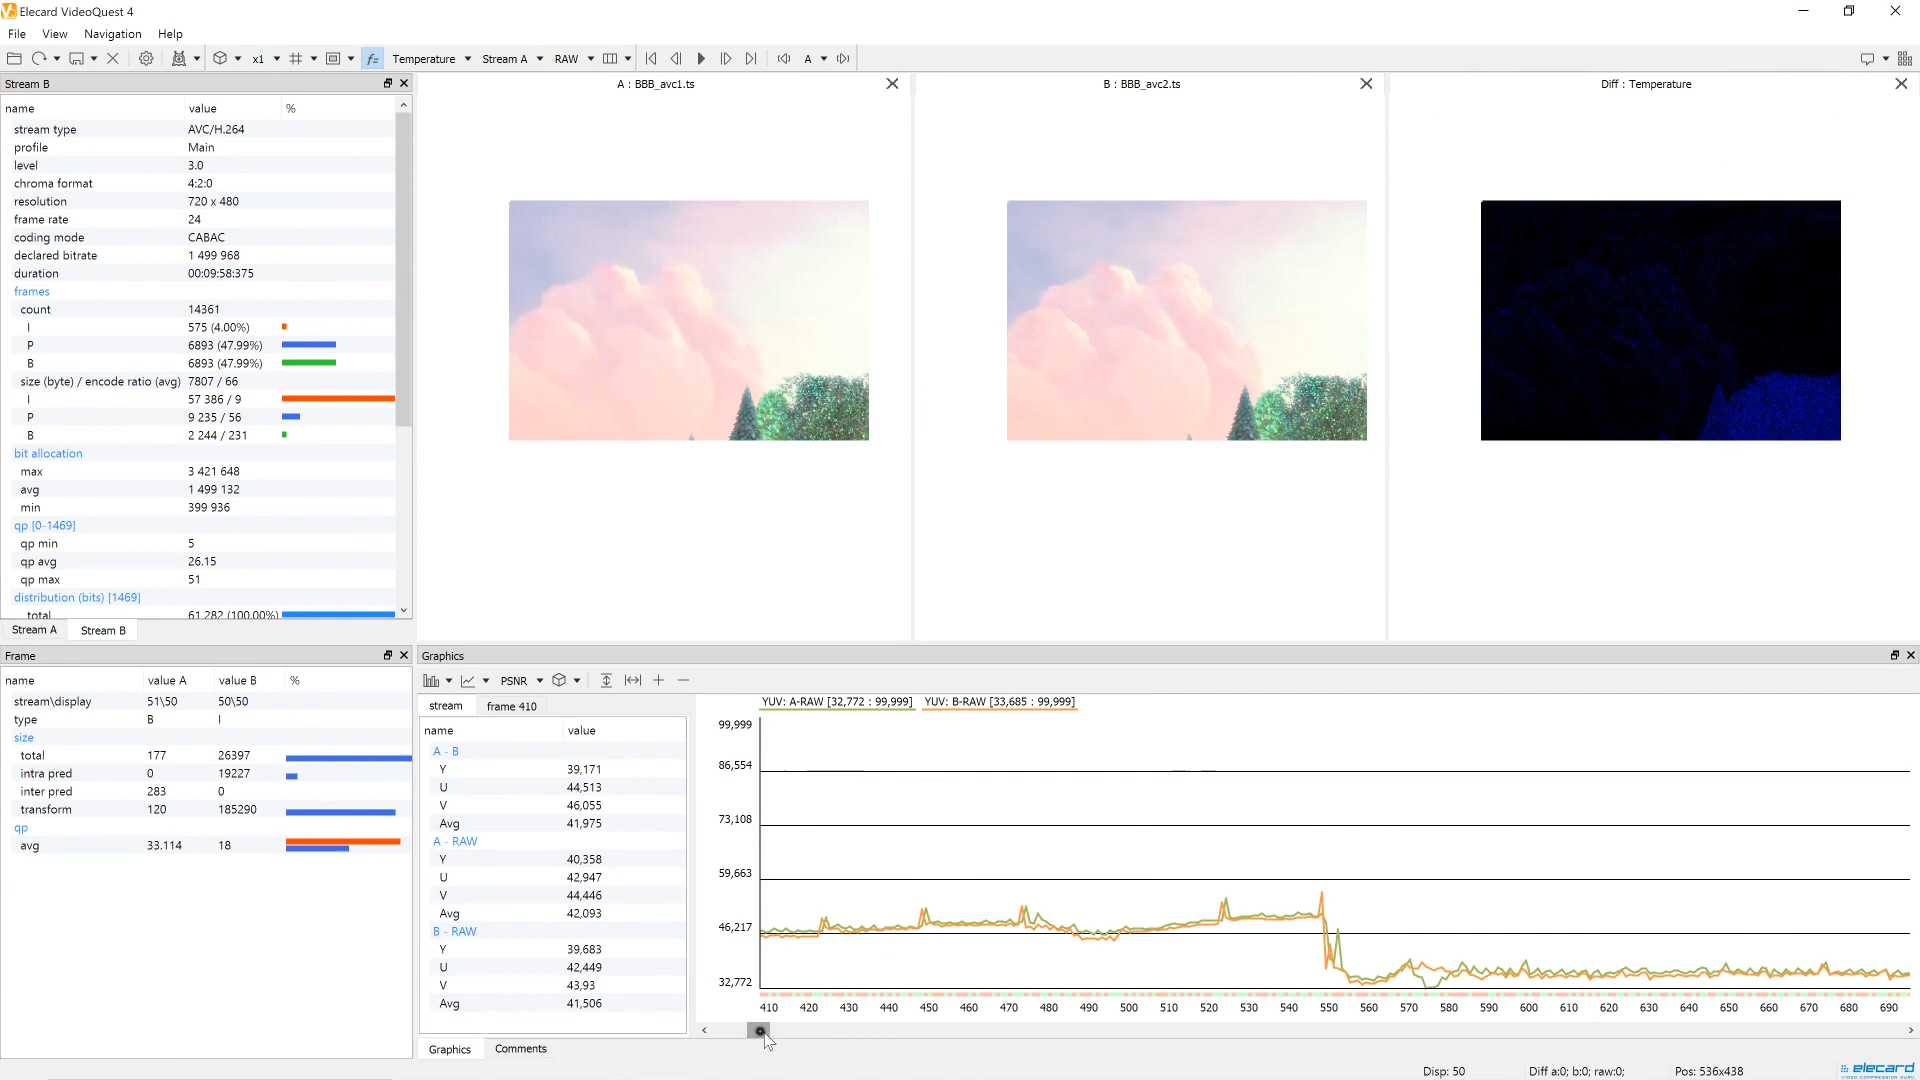 Elecard VideoQuest 4
File View Navigation Help
x1 Temperature Stream A RAW A
Stream B
name value %
stream type AVC/H.264
profile Main
level 3.0
chroma format 4:2:0
resolution 720 x 480
frame rate 24
coding mode CABAC
declared bitrate 1 499 968
duration 00:09:58:375
frames
count 14361
I 575 (4.00%)
P 6893 (47.99%)
B 6893 (47.99%)
size (byte) / encode ratio (avg) 7807 / 66
I 57 386 / 9
P 9 235 / 56
B 2 244 / 231
bit allocation
max 3 421 648
avg 1 499 132
min 399 936
qp [0-1469]
qp min 5
qp avg 26.15
qp max 51
distribution (bits) [1469]
total 61 282 (100.00%)
Stream A Stream B
A : BBB_avc1.ts
B : BBB_avc2.ts
Diff : Temperature
Frame
name value A value B %
stream\display 51\50 50\50
type B I
size
total 177 26397
intra pred 0 19227
inter pred 283 0
transform 120 185290
qp
avg 33.114 18
Graphics
PSNR
stream frame 410
name value
A - B
Y 39,171
U 44,513
V 46,055
Avg 41,975
A - RAW
Y 40,358
U 42,947
V 44,446
Avg 42,093
B - RAW
Y 39,683
U 42,449
V 43,93
Avg 41,506
YUV: A-RAW [32,772 : 99,999] YUV: B-RAW [33,685 : 99,999]
99,999
86,554
73,108
59,663
46,217
32,772
410 420 430 440 450 460 470 480 490 500 510 520 530 540 550 560 570 580 590 600 610 620 630 640 650 660 670 680 690
Graphics Comments
Disp: 50 Diff a:0; b:0; raw:0; Pos: 536x438
elecard
VIDEO COMPRESSION GURU